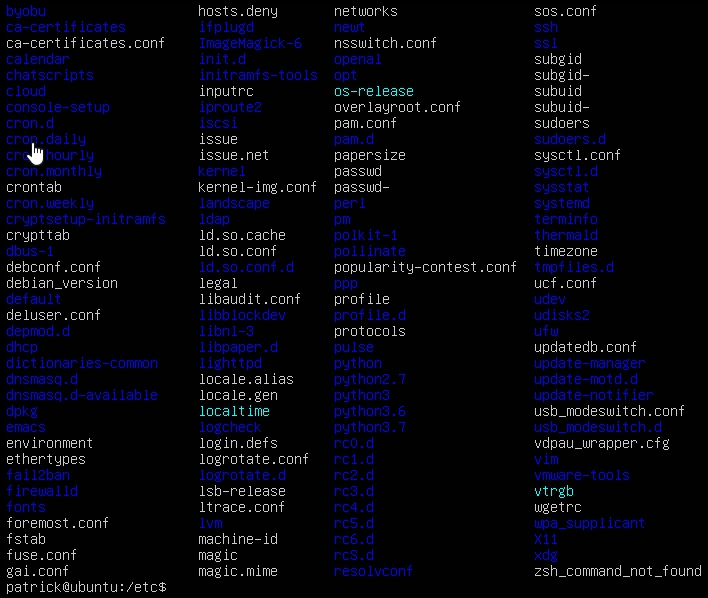 byobu hosts.deny networks sos.conf
ca-certificates ifplugd newt ssh
ca-certificates.conf ImageMagick-6 nsswitch.conf ssl
calendar init.d openal subgid
chatscripts initramfs-tools opt subgid-
cloud inputrc os-release subuid
console-setup iproute2 overlayroot.conf subuid-
cron.d iscsi pam.conf sudoers
cron.daily issue pam.d sudoers.d
cron.hourly issue.net papersize sysctl.conf
cron.monthly kernel passwd sysctl.d
crontab kernel-img.conf passwd- sysstat
cron.weekly landscape perl systemd
cryptsetup-initramfs ldap pm terminfo
crypttab ld.so.cache polkit-1 thermald
dbus-1 ld.so.conf pollinate timezone
debconf.conf ld.so.conf.d popularity-contest.conf tmpfiles.d
debian_version legal ppp ucf.conf
default libaudit.conf profile udev
deluser.conf libblockdev profile.d udisks2
depmod.d libnl-3 protocols ufw
dhcp libpaper.d pulse updatedb.conf
dictionaries-common lighttpd python update-manager
dnsmasq.d locale.alias python2.7 update-motd.d
dnsmasq.d-available locale.gen python3 update-notifier
dpkg localtime python3.6 usb_modeswitch.conf
emacs logcheck python3.7 usb_modeswitch.d
environment login.defs rc0.d vdpau_wrapper.cfg
ethertypes logrotate.conf rc1.d vim
fail2ban logrotate.d rc2.d vmware-tools
firewalld lsb-release rc3.d vtrgb
fonts ltrace.conf rc4.d wgetrc
foremost.conf lvm rc5.d wpa_supplicant
fstab machine-id rc6.d X11
fuse.conf magic rcS.d xdg
gai.conf magic.mime resolvconf zsh_command_not_found
patrick@ubuntu:/etc$